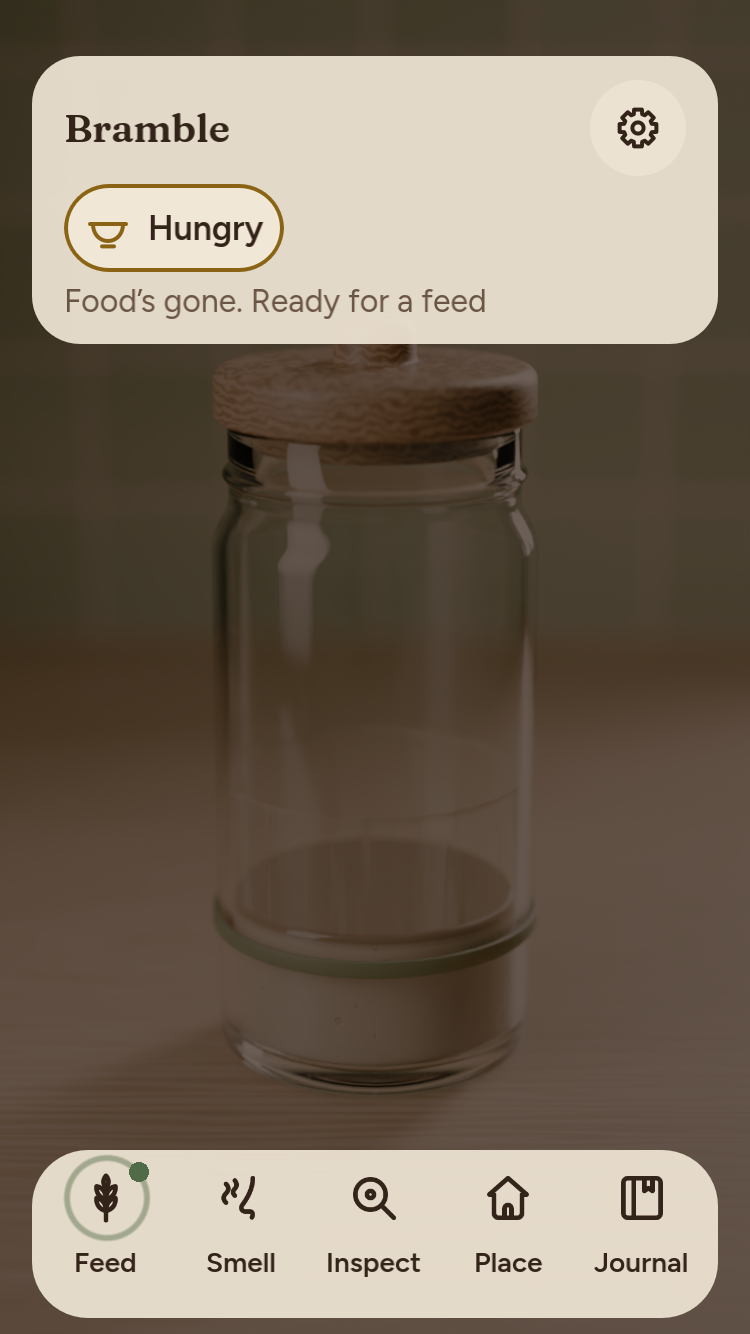 Bramble
Hungry
Food’s gone. Ready for a feed
Feed
Smell
Inspect
Place
Journal